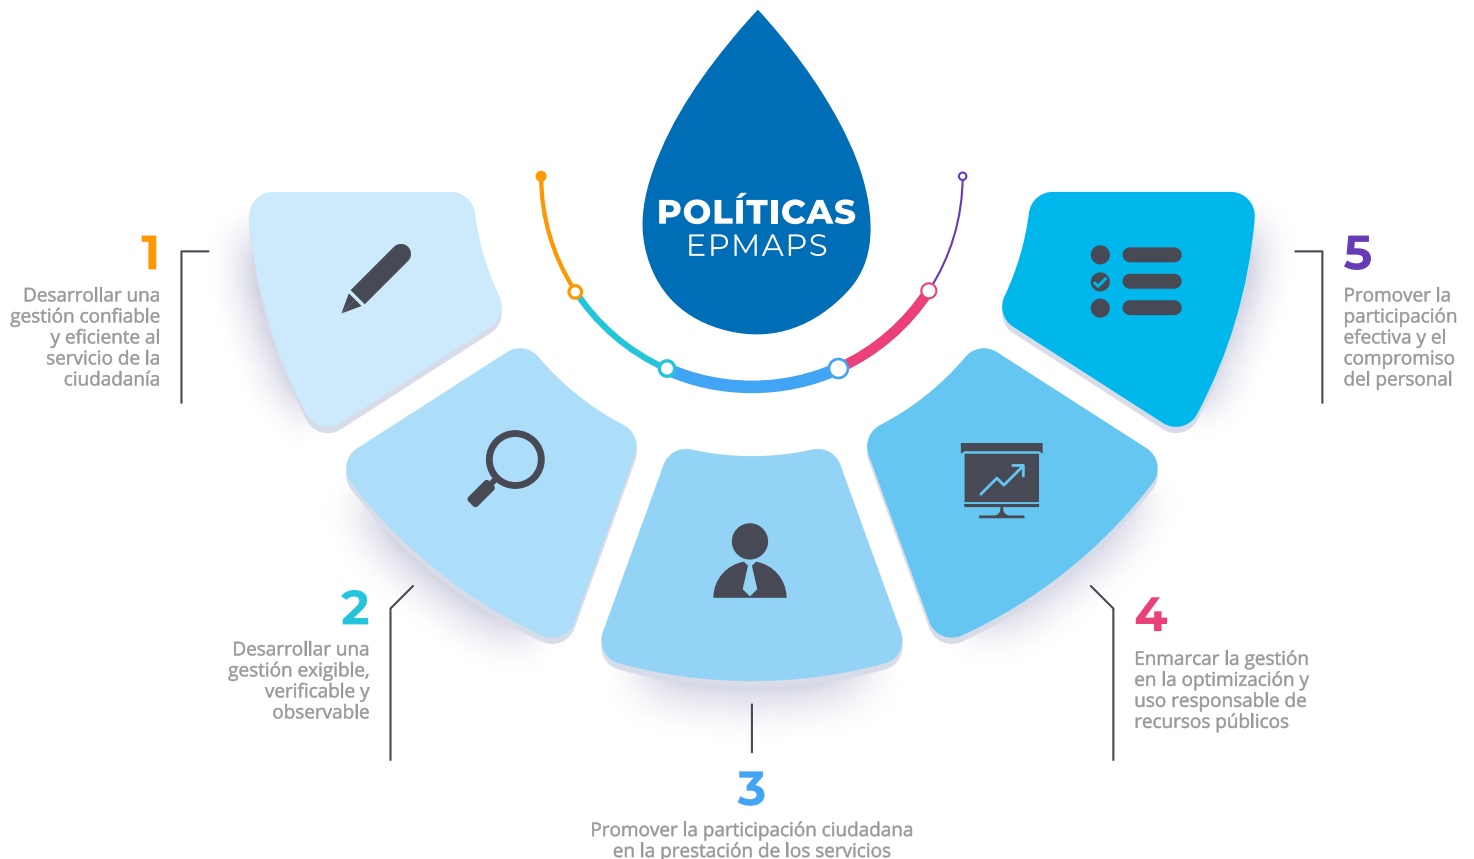 POLÍTICAS
EPMAPS
1
Desarrollar una
gestión confiable
y eficiente al
servicio de la
ciudadanía
2
Desarrollar una
gestión exigible,
verificable y
observable
3
Promover la participación ciudadana
en la prestación de los servicios
4
Enmarcar la gestión
en la optimización y
uso responsable de
recursos públicos
5
Promover la
participación
efectiva y el
compromiso
del personal